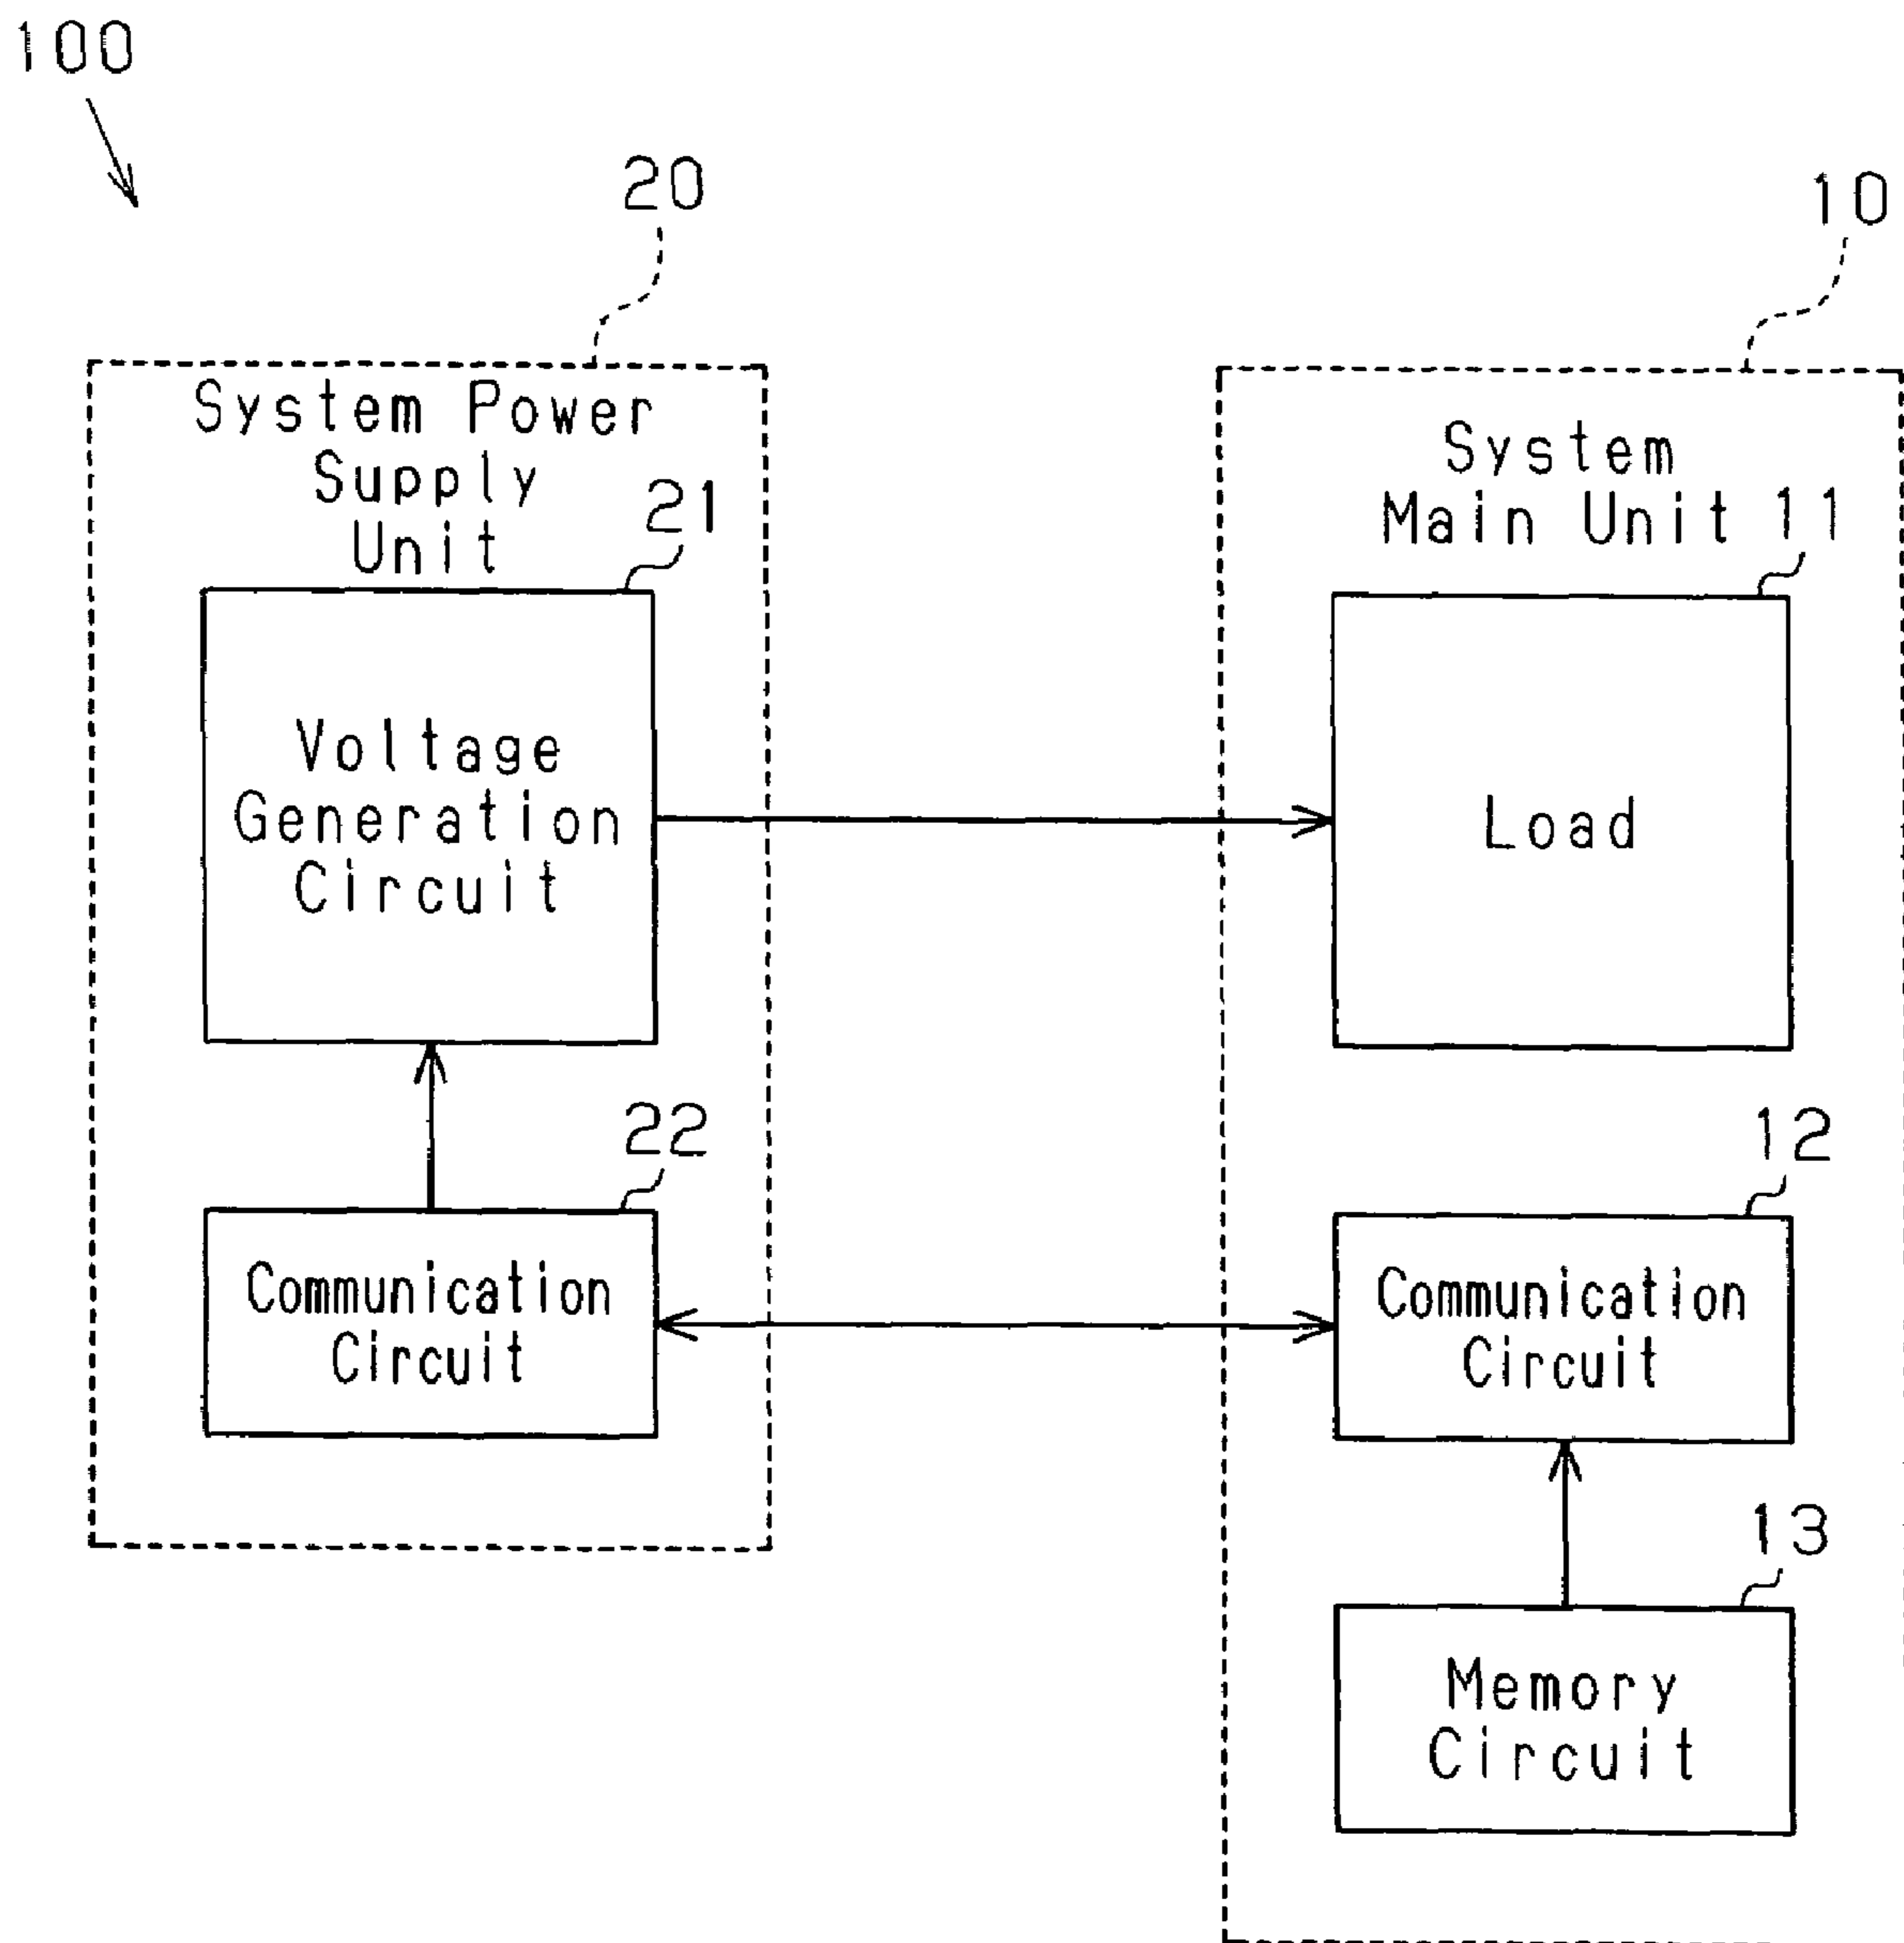 100
20
10
System Power
Supply
Unit
21
System
Main Unit
11
Voltage
Generation
Circuit
Load
22
12
Communication
Circuit
Communication
Circuit
13
Memory
Circuit